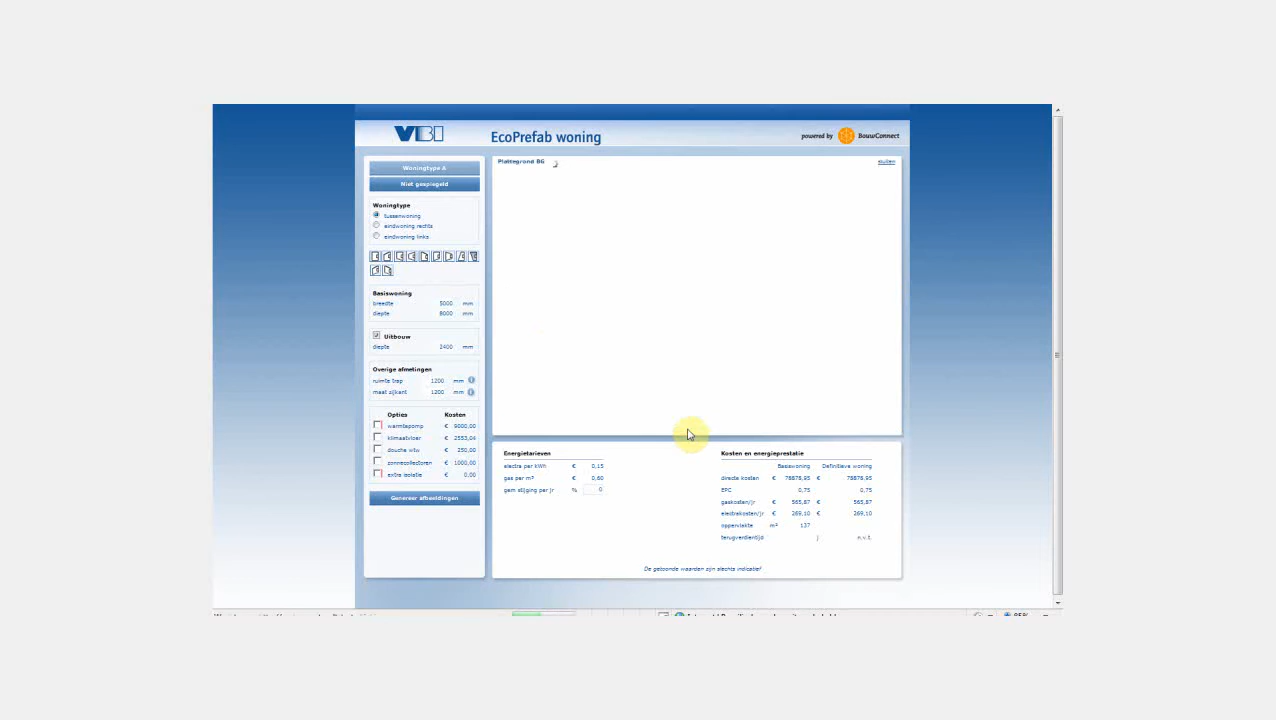 VBI
EcoPrefab woning
powered by BouwConnect
Woningtype A
Niet gespiegeld
Woningtype
tussenwoning
eindwoning rechts
eindwoning links
Basiswoning
breedte 5000 mm
diepte 8000 mm
Uitbouw
diepte 2400 mm
Overige afmetingen
ruimte trap 1200 mm
maat zijkant 1200 mm
Opties Kosten
warmtepomp € 9000,00
klimaatvloer € 2553,04
douche wtw € 250,00
zonnecollectoren € 1000,00
extra isolatie € 0,00
Genereer afbeeldingen
Plattegrond BG
sluiten
Energietarieven
electra per kWh € 0,15
gas per m³ € 0,60
gem stijging per jr % 0
Kosten en energieprestatie
Basiswoning Definitieve woning
directe kosten € 78878,95 € 78878,95
EPC 0,75 0,75
gaskosten/jr € 565,87 € 565,87
electrakosten/jr € 269,10 € 269,10
oppervlakte m² 137
terugverdientijd j n.v.t.
De getoonde waarden zijn slechts indicatief